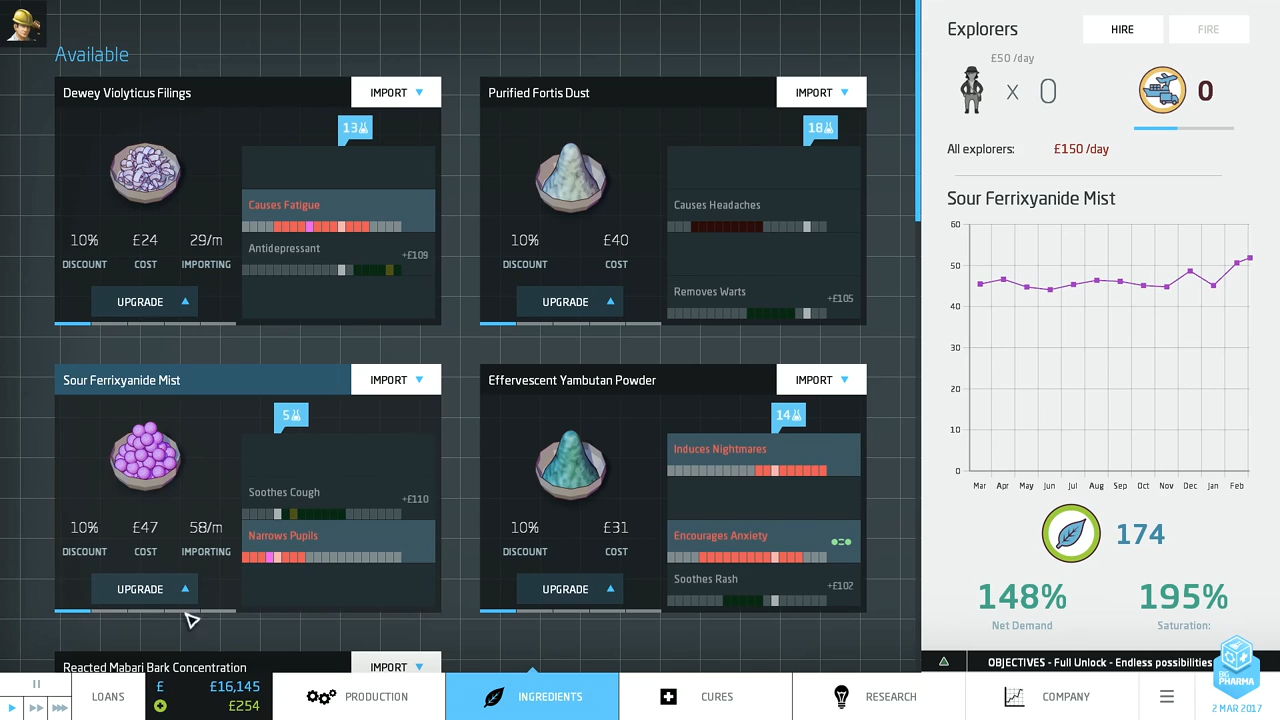 Available
Dewey Violyticus Filings
IMPORT
13
Causes Fatigue
Antidepressant
+£109
10%
£24
29/m
DISCOUNT
COST
IMPORTING
UPGRADE
Purified Fortis Dust
IMPORT
18
Causes Headaches
Removes Warts
+£105
10%
£40
DISCOUNT
COST
UPGRADE
Sour Ferrixyanide Mist
IMPORT
5
Soothes Cough
+£110
Narrows Pupils
10%
£47
58/m
DISCOUNT
COST
IMPORTING
UPGRADE
Effervescent Yambutan Powder
IMPORT
14
Induces Nightmares
Encourages Anxiety
Soothes Rash
+£102
10%
£31
DISCOUNT
COST
UPGRADE
Reacted Mabari Bark Concentration
IMPORT
Explorers
HIRE
FIRE
£50 /day
X 0
0
All explorers: £150 /day
Sour Ferrixyanide Mist
60
50
40
30
20
10
0
Mar Apr May Jun Jul Aug Sep Oct Nov Dec Jan Feb
174
148%
195%
Net Demand
Saturation:
OBJECTIVES - Full Unlock - Endless possibilities
LOANS
£ £16,145
£254
PRODUCTION
INGREDIENTS
CURES
RESEARCH
COMPANY
BIG
PHARMA
2 MAR 2017